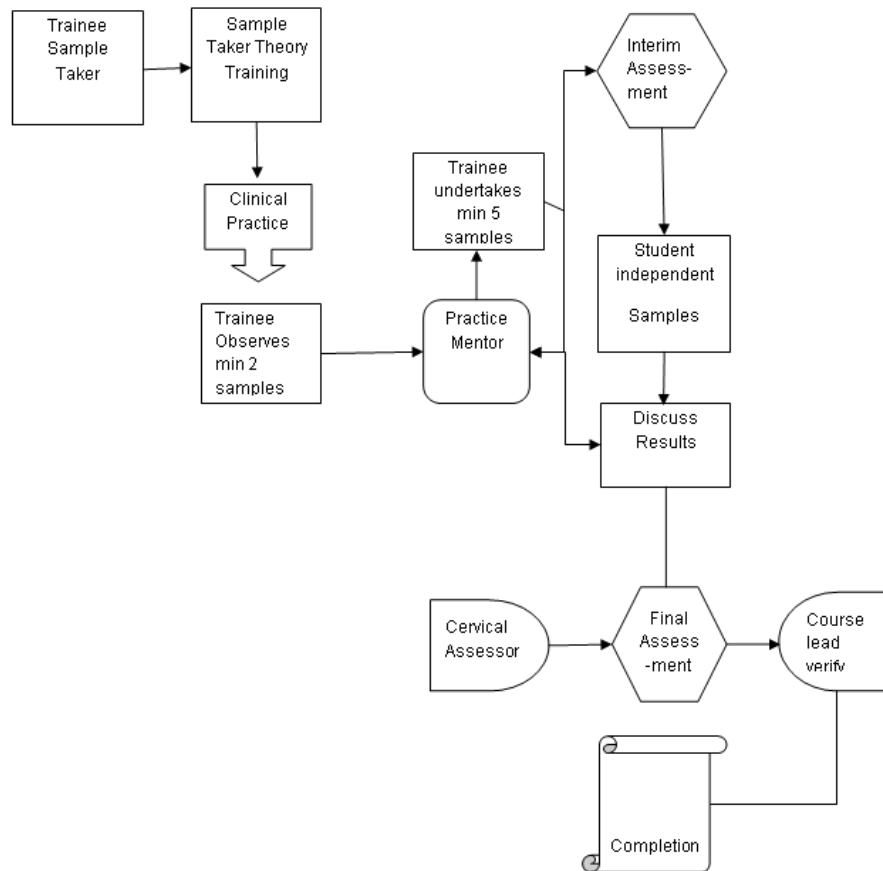 Trainee
Sample
Taker
Sample
Taker Theory
Training
Interim
Assess-
ment
Clinical
Practice
Trainee
undertakes
min 5
samples
Trainee
Observes
min 2
samples
Practice
Mentor
Student
independent
Samples
Discuss
Results
Cervical
Assessor
Final
Assess
-ment
Course
lead
verify
Completion